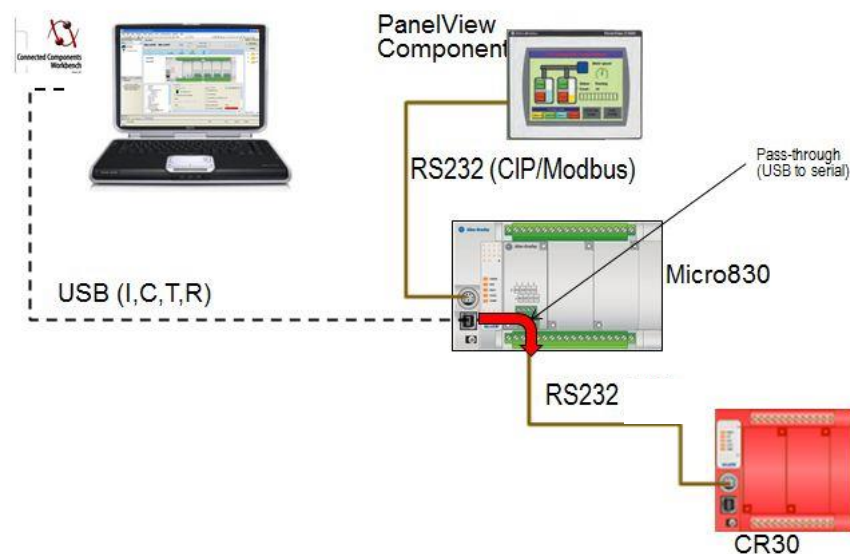 PanelView
Component
Connected Components
Workbench
RS232 (CIP/Modbus)
Pass-through
(USB to serial)
Micro830
USB (I,C,T,R)
RS232
CR30